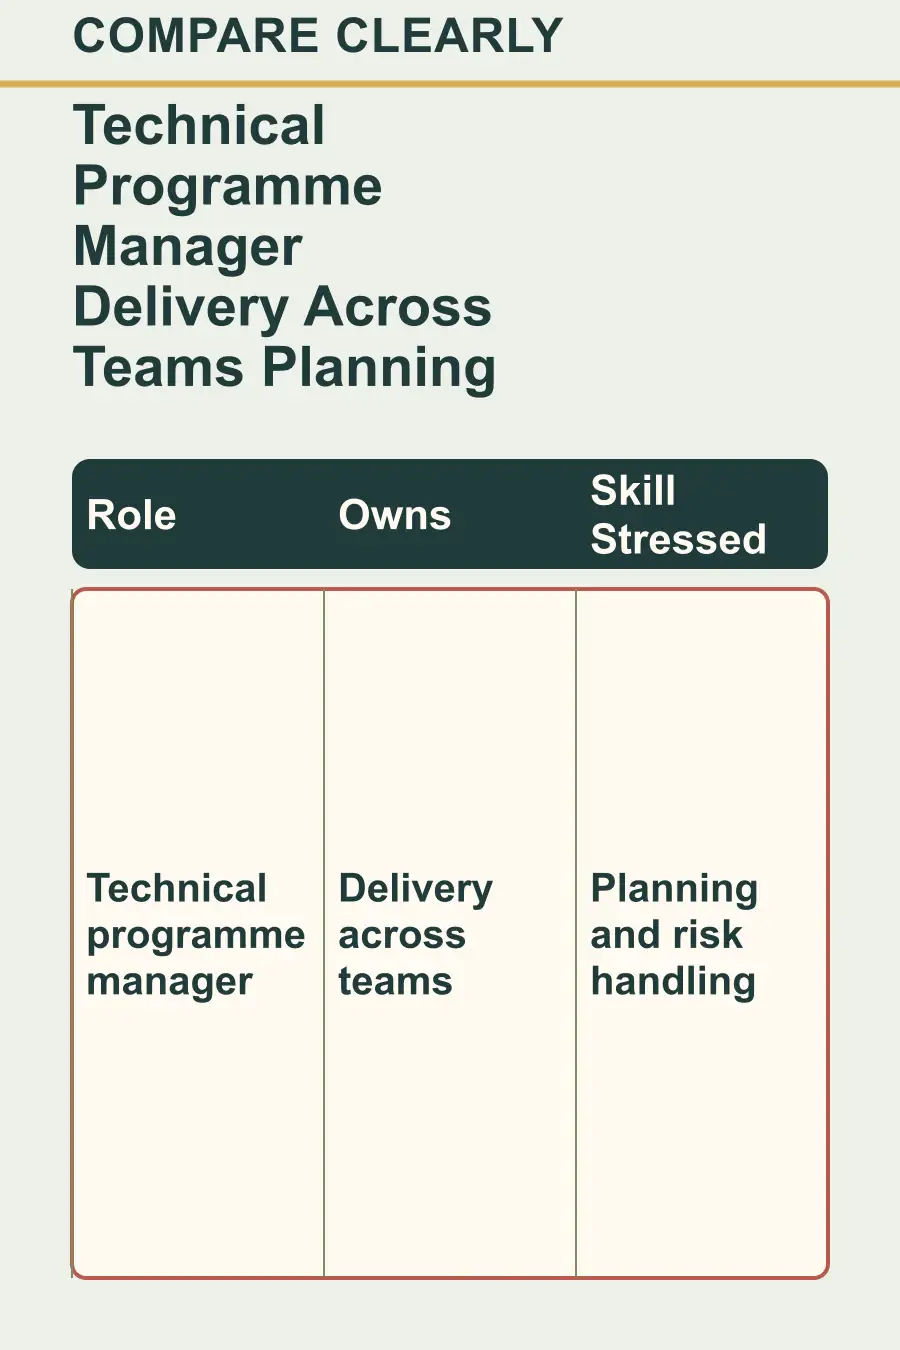 COMPARE CLEARLY
Technical
Programme
Manager
Delivery Across
Teams Planning
Role
Owns
Skill
Stressed
Technical
programme
manager
Delivery
across
teams
Planning
and risk
handling